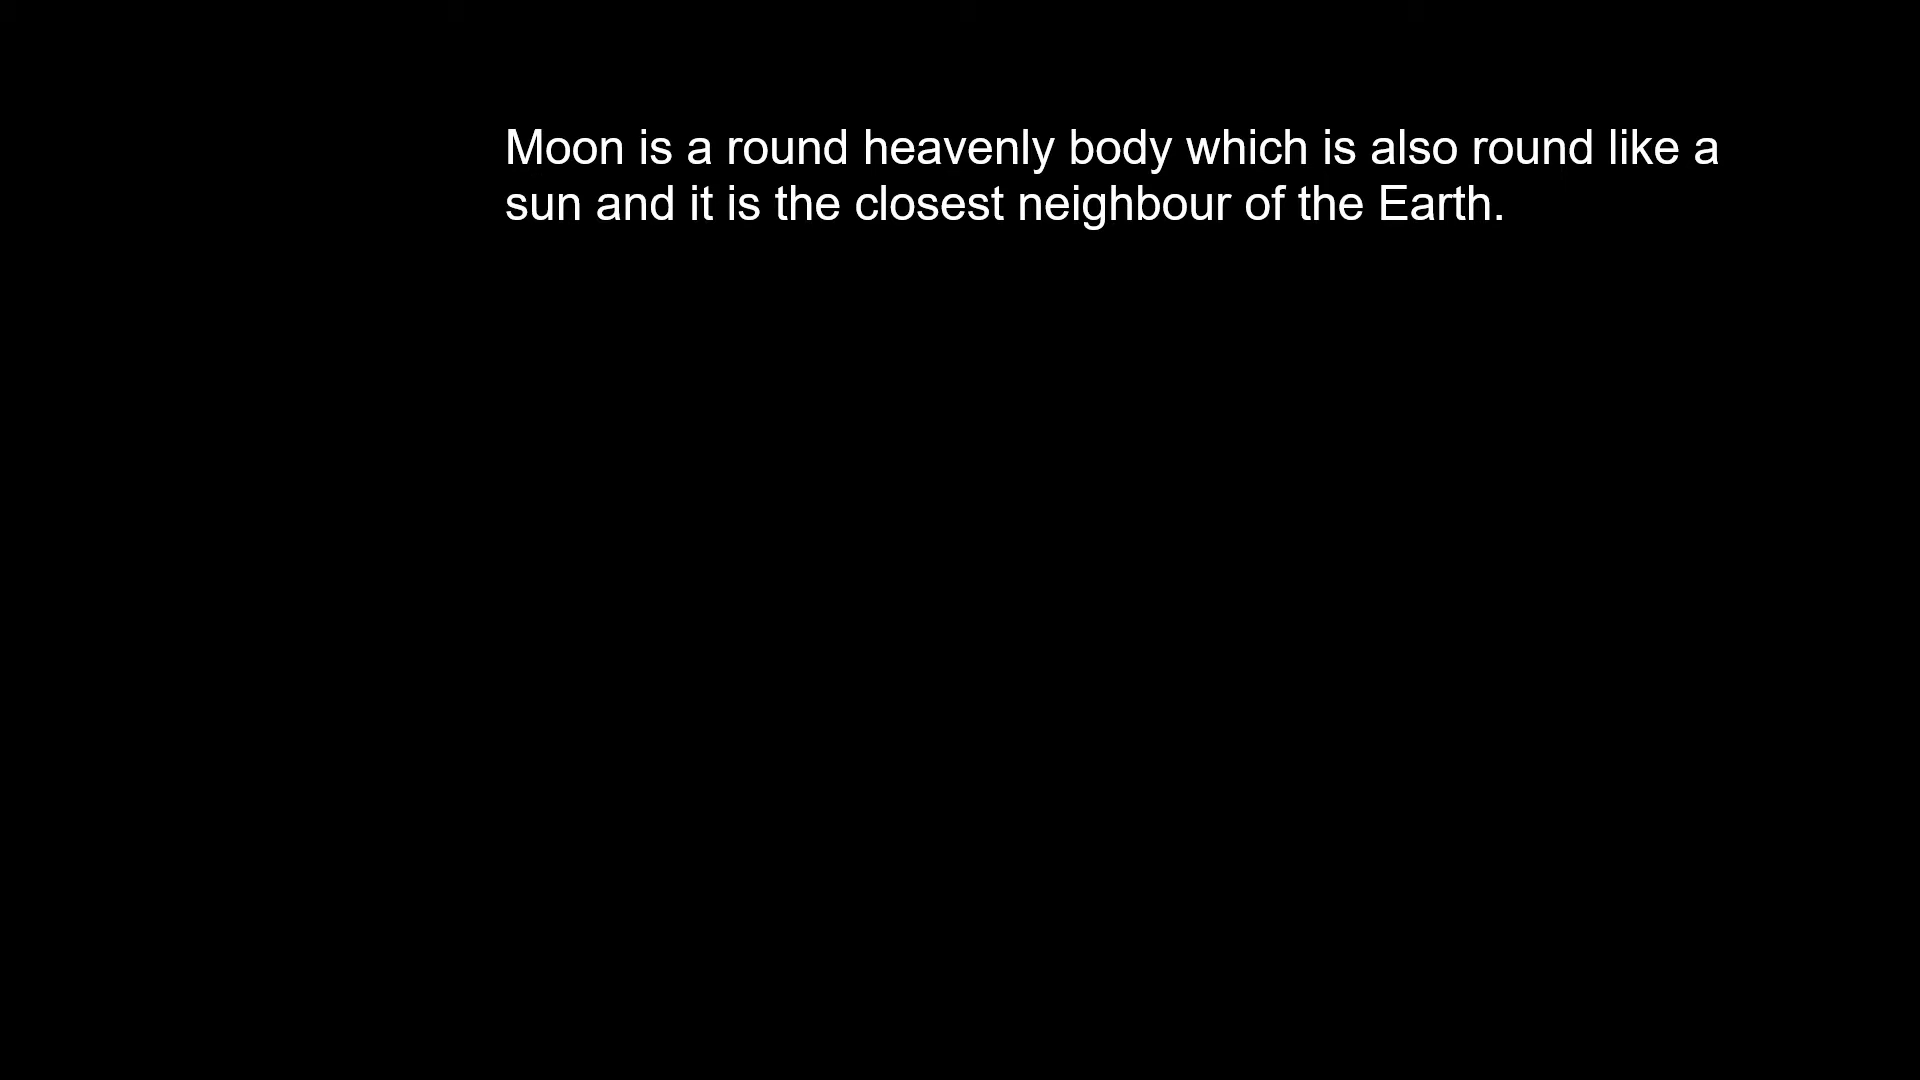 Moon is a round heavenly body which is also round like a
sun and it is the closest neighbour of the Earth.